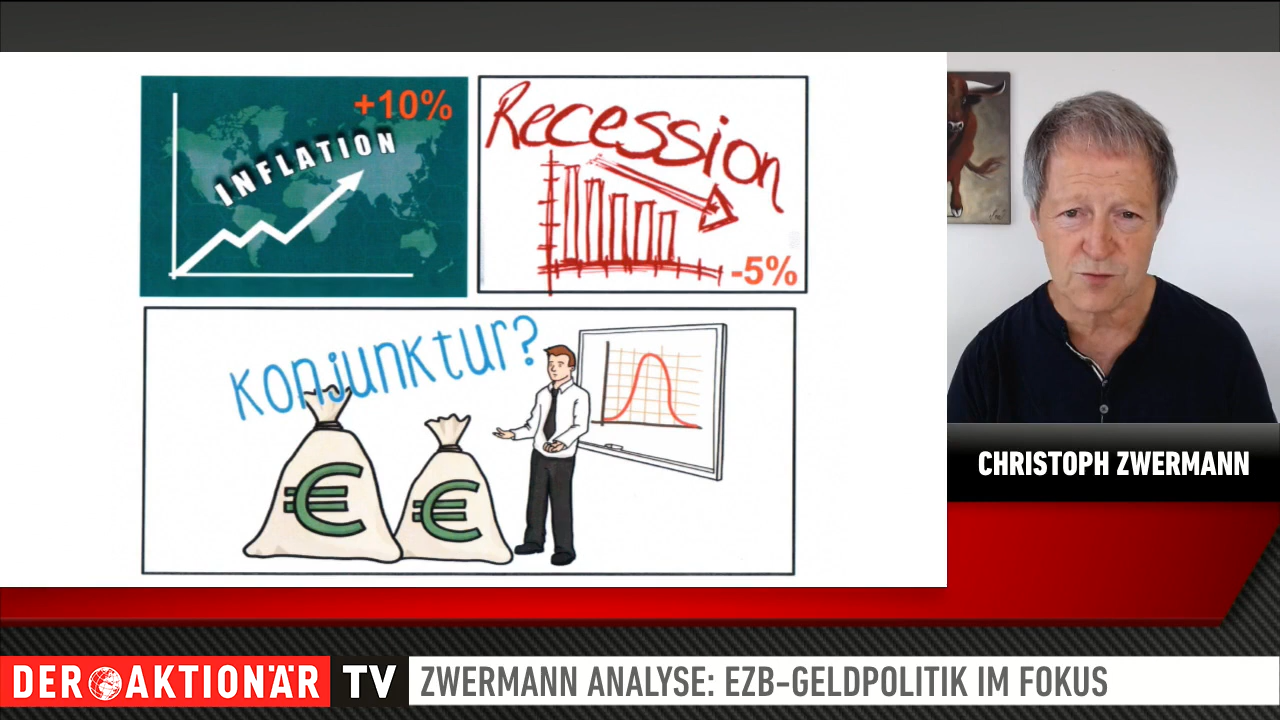 +10%
INFLATION
Recession
-5%
Konjunktur?
€ €
CHRISTOPH ZWERMANN
DER AKTIONÄR TV
ZWERMANN ANALYSE: EZB-GELDPOLITIK IM FOKUS